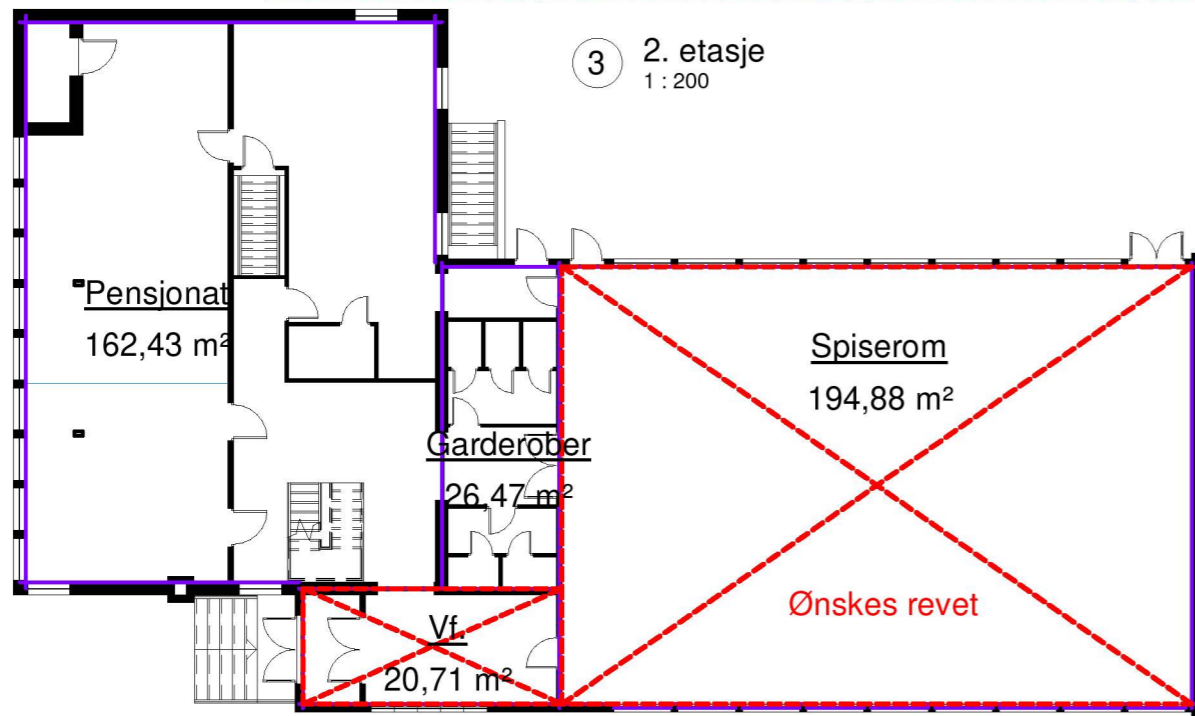 3
2. etasje
1 : 200
Pensjonat
162,43 m²
Spiserom
194,88 m²
Garderober
26,47 m²
Ønskes revet
Vf.
20,71 m²